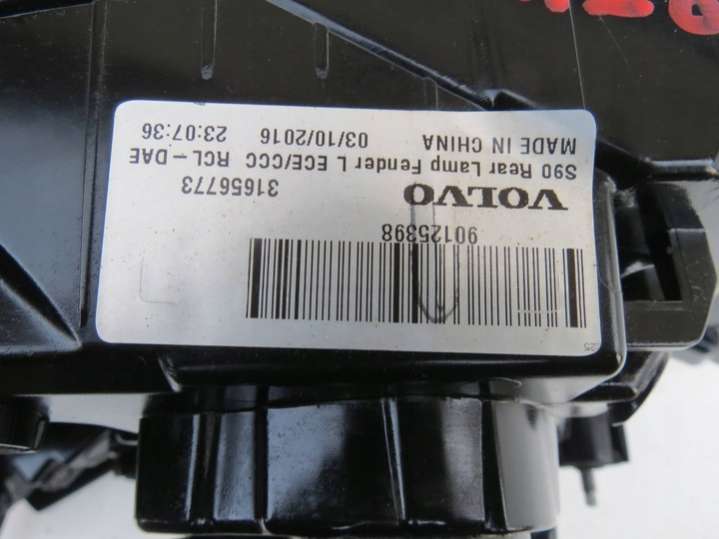 90125398
VOLVO 31656773
S90 Rear Lamp Fender L ECE/CCC RCL-DAE
MADE IN CHINA 03/10/2016 23:07:36